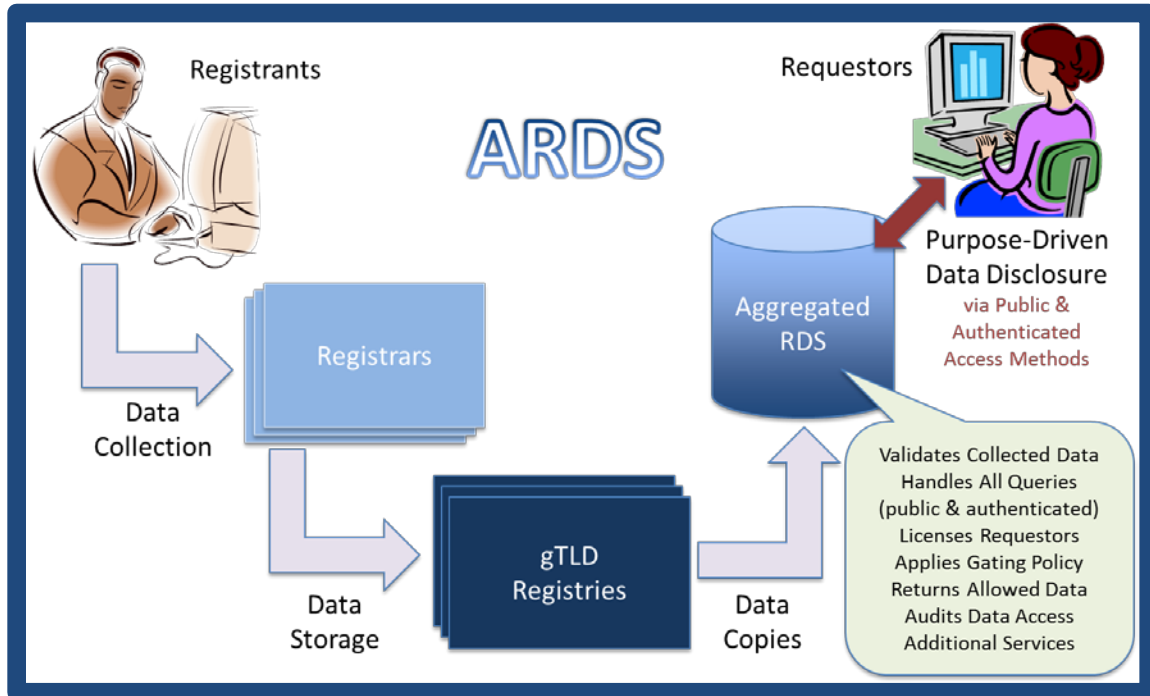 Registrants
Requestors
ARDS
Purpose-Driven
Data Disclosure
via Public &
Authenticated
Access Methods
Aggregated
RDS
Registrars
Data
Collection
Validates Collected Data
Handles All Queries
(public & authenticated)
Licenses Requestors
Applies Gating Policy
Returns Allowed Data
Audits Data Access
Additional Services
gTLD
Registries
Data
Storage
Data
Copies